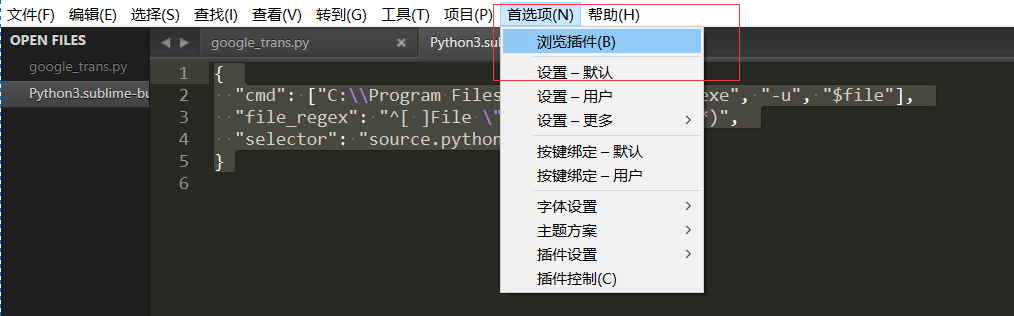 文件(F) 编辑(E) 选择(S) 查找(I) 查看(V) 转到(G) 工具(T) 项目(P) 首选项(N) 帮助(H)
OPEN FILES
google_trans.py
Python3.sublime-bu
google_trans.py × Python3.su
1 {
2 "cmd": ["C:\\Program Files exe", "-u", "$file"],
3 "file_regex": "^[ ]File \" *)",
4 "selector": "source.python
5 }
6
浏览插件(B)
设置 – 默认
设置 – 用户
设置 – 更多
按键绑定 – 默认
按键绑定 – 用户
字体设置
主题方案
插件设置
插件控制(C)